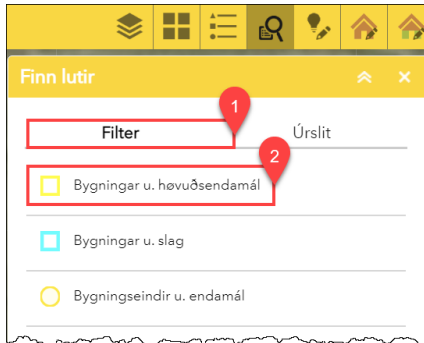 Finn lutir
1
Filter
Úrslit
2
Bygningar u. høvuðsendamál
Bygningar u. slag
Bygningseindir u. endamál